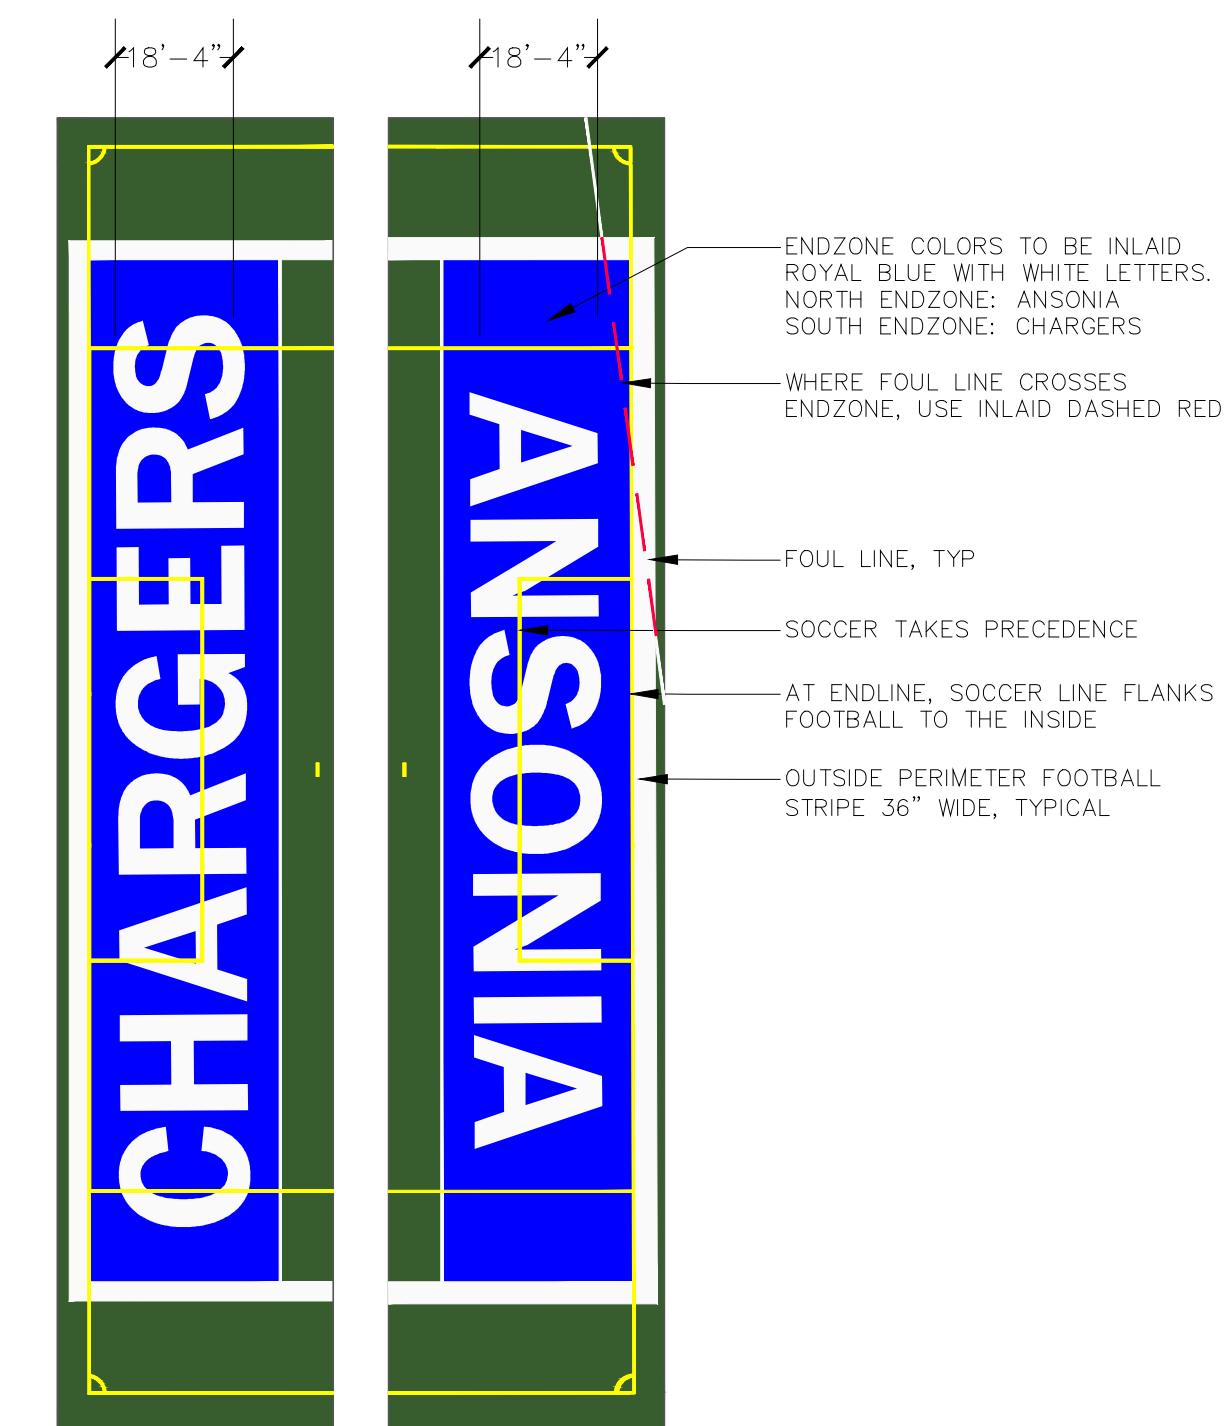 18'-4"
18'-4"
CHARGERS
ANSONIA
ENDZONE COLORS TO BE INLAID
ROYAL BLUE WITH WHITE LETTERS.
NORTH ENDZONE: ANSONIA
SOUTH ENDZONE: CHARGERS
WHERE FOUL LINE CROSSES
ENDZONE, USE INLAID DASHED RED
FOUL LINE, TYP
SOCCER TAKES PRECEDENCE
AT ENDLINE, SOCCER LINE FLANKS
FOOTBALL TO THE INSIDE
OUTSIDE PERIMETER FOOTBALL
STRIPE 36" WIDE, TYPICAL